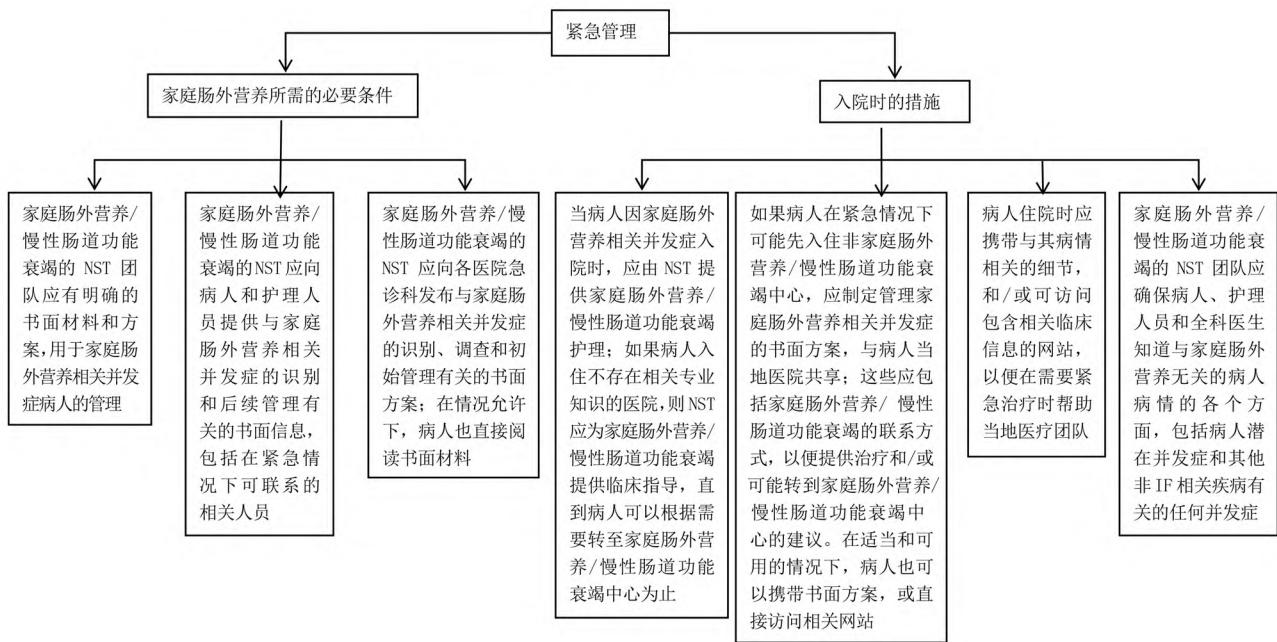 紧急管理
家庭肠外营养所需的必要条件
入院时的措施
家庭肠外营养/
慢性肠道功能
衰竭的 NST 团
队应有明确的
书面材料和方
案,用于家庭肠
外营养相关并发
症病人的管理
家庭肠外营养/
慢性肠道功能
衰竭的NST应向
病人和护理人
员提供与家庭
肠外营养相关
并发症的识别
和后续管理有
关的书面信息,
包括在紧急情
况下可联系的
相关人员
家庭肠外营养/慢
性肠道功能衰竭的
NST 应向各医院急
诊科发布与家庭肠
外营养相关并发症
的识别、调查和初
始管理有关的书面
方案；在情况允许
下，病人也直接阅
读书面材料
当病人因家庭肠外
营养相关并发症入
院时，应由 NST 提
供家庭肠外营养/
慢性肠道功能衰竭
护理；如果病人入
住不存在相关专业
知识的医院,则 NST
应为家庭肠外营养/
慢性肠道功能衰竭
提供临床指导，直
到病人可以根据需
要转至家庭肠外营
养/慢性肠道功能
衰竭中心为止
如果病人在紧急情况下
可能先入住非家庭肠外
营养/慢性肠道功能衰
竭中心，应制定管理家
庭肠外营养相关并发症
的书面方案，与病人当
地医院共享；这些应包
括家庭肠外营养/ 慢性
肠道功能衰竭的联系方
式，以便提供治疗和/或
可能转到家庭肠外营养/
慢性肠道功能衰竭中
心的建议。在适当和可
用的情况下，病人也可
以携带书面方案，或直
接访问相关网站
病人住院时应
携带与其病情
相关的细节，
和/或可访问
包含相关临床
信息的网站，
以便在需要紧
急治疗时帮助
当地医疗团队
家庭肠外营养/
慢性肠道功能衰
竭的 NST 团队应
确保病人、护理
人员和全科医生
知道与家庭肠外
营养无关的病人
病情的各个方
面，包括病人潜
在并发症和其他
非 IF 相关疾病有
关的任何并发症